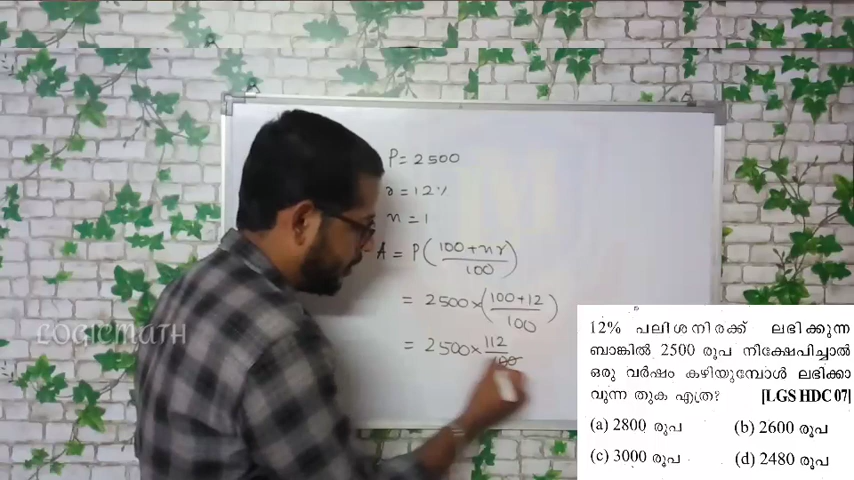 P = 2500
r = 12%
n = 1
A = P(100+nr/100)
= 2500×(100+12/100)
= 2500×112/100
LOGICMATH
12% പലിശനിരക്ക് ലഭിക്കുന്ന
ബാങ്കിൽ 2500 രൂപ നിക്ഷേപിച്ചാൽ
ഒരു വർഷം കഴിയുമ്പോൾ ലഭിക്കാ
വുന്ന തുക എത്ര? [LGS HDC 07]
(a) 2800 രൂപ (b) 2600 രൂപ
(c) 3000 രൂപ (d) 2480 രൂപ